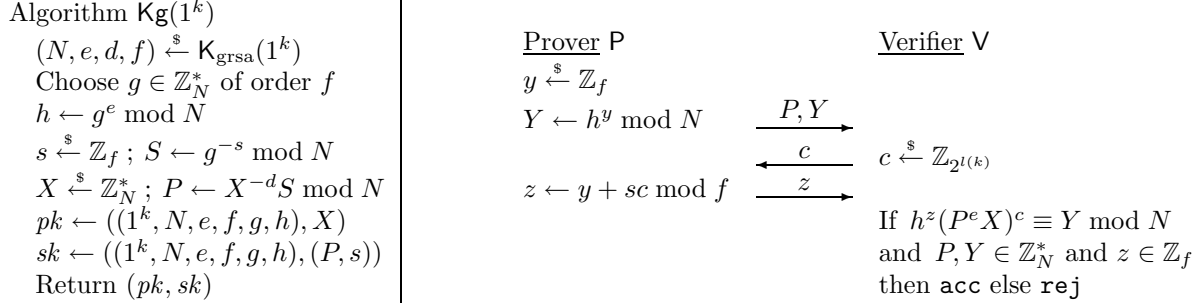 Algorithm Kg(1^k)
(N, e, d, f) ←$ K_grsa(1^k)
Choose g ∈ ℤ*_N of order f
h ← g^e mod N
s ←$ ℤ_f ; S ← g^{-s} mod N
X ←$ ℤ*_N ; P ← X^{-d}S mod N
pk ← ((1^k, N, e, f, g, h), X)
sk ← ((1^k, N, e, f, g, h), (P, s))
Return (pk, sk)
Prover P
Verifier V
y ←$ ℤ_f
Y ← h^y mod N
P, Y
c
c ←$ ℤ_{2^{l(k)}}
z ← y + sc mod f
z
If h^z(P^eX)^c ≡ Y mod N
and P, Y ∈ ℤ*_N and z ∈ ℤ_f
then acc else rej